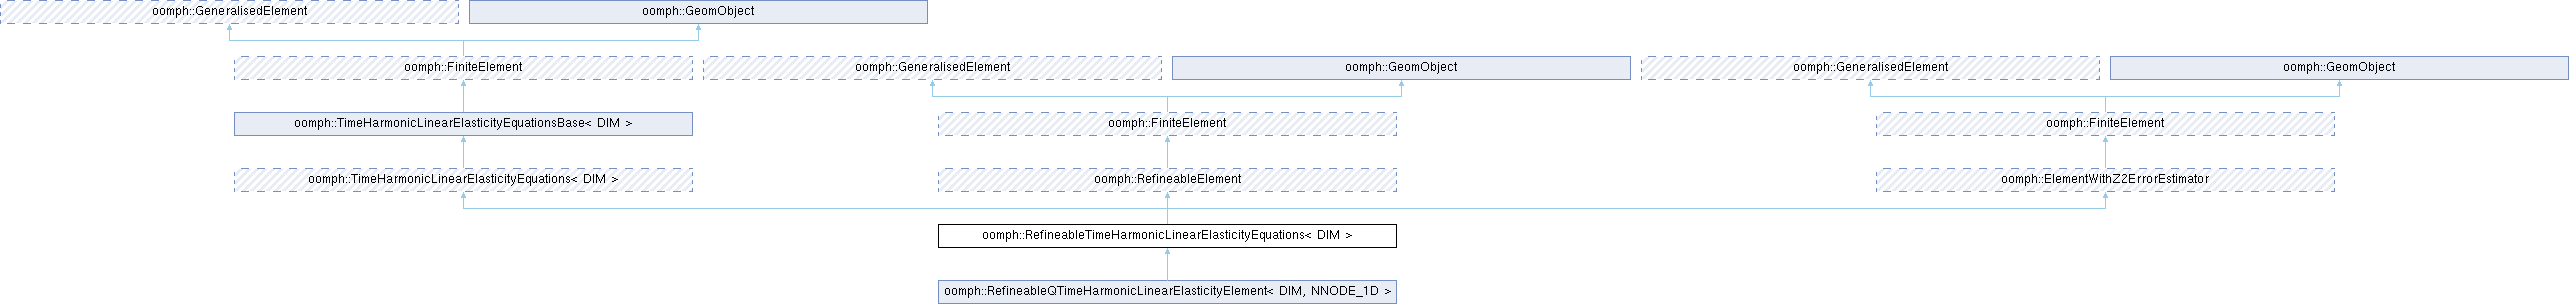 oomph::GeneralisedElement
oomph::GeomObject
oomph::FiniteElement
oomph::GeneralisedElement
oomph::GeomObject
oomph::GeneralisedElement
oomph::GeomObject
oomph::TimeHarmonicLinearElasticityEquationsBase< DIM >
oomph::FiniteElement
oomph::FiniteElement
oomph::TimeHarmonicLinearElasticityEquations< DIM >
oomph::RefineableElement
oomph::ElementWithZ2ErrorEstimator
oomph::RefineableTimeHarmonicLinearElasticityEquations< DIM >
oomph::RefineableQTimeHarmonicLinearElasticityElement< DIM, NNODE_1D >